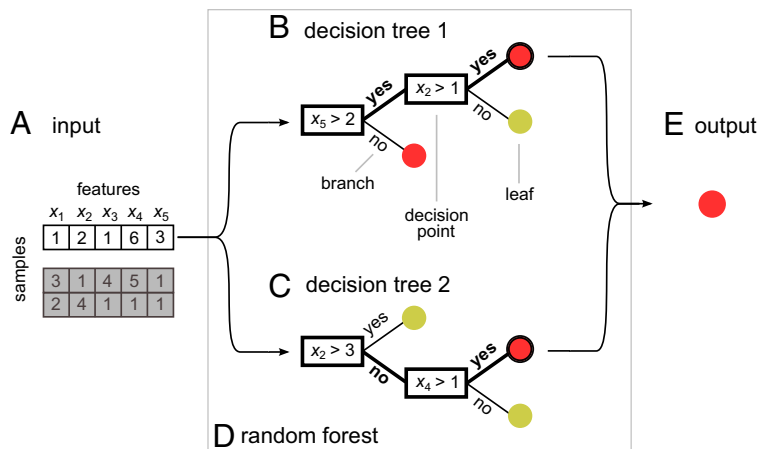 B decision tree 1
yes
x₂ > 1
yes
no
x₅ > 2
no
branch
decision
point
leaf
A input
features
x₁ x₂ x₃ x₄ x₅
samples
1 2 1 6 3
3 1 4 5 1
2 4 1 1 1
C decision tree 2
x₂ > 3
yes
no
x₄ > 1
yes
no
D random forest
E output